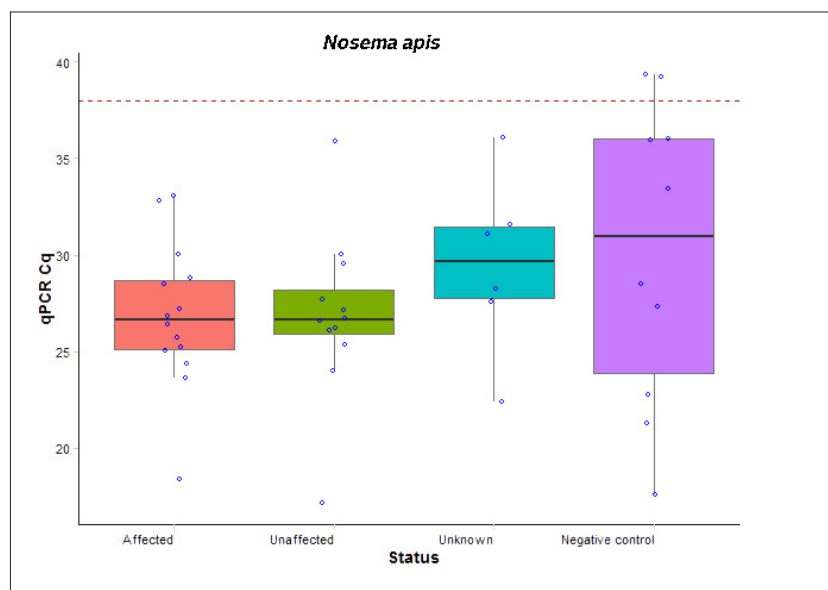 Nosema apis
40
35
30
25
20
qPCR Cq
Affected
Unaffected
Unknown
Negative control
Status